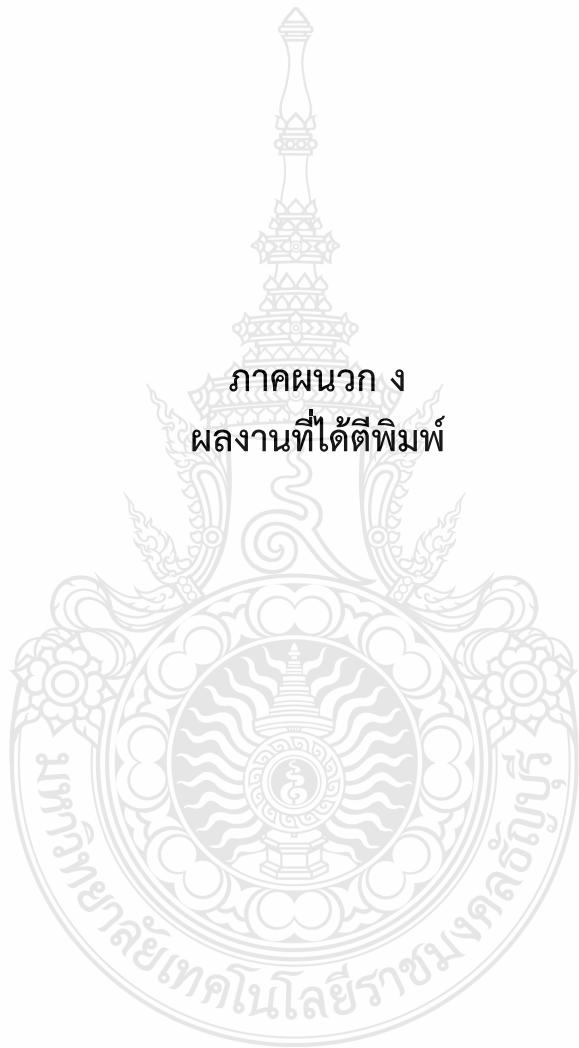 ภาคผนวก ง
ผลงานที่ได้ตีพิมพ์
มหาวิทยาลัยเทคโนโลยีราชมงคลธัญบุรี